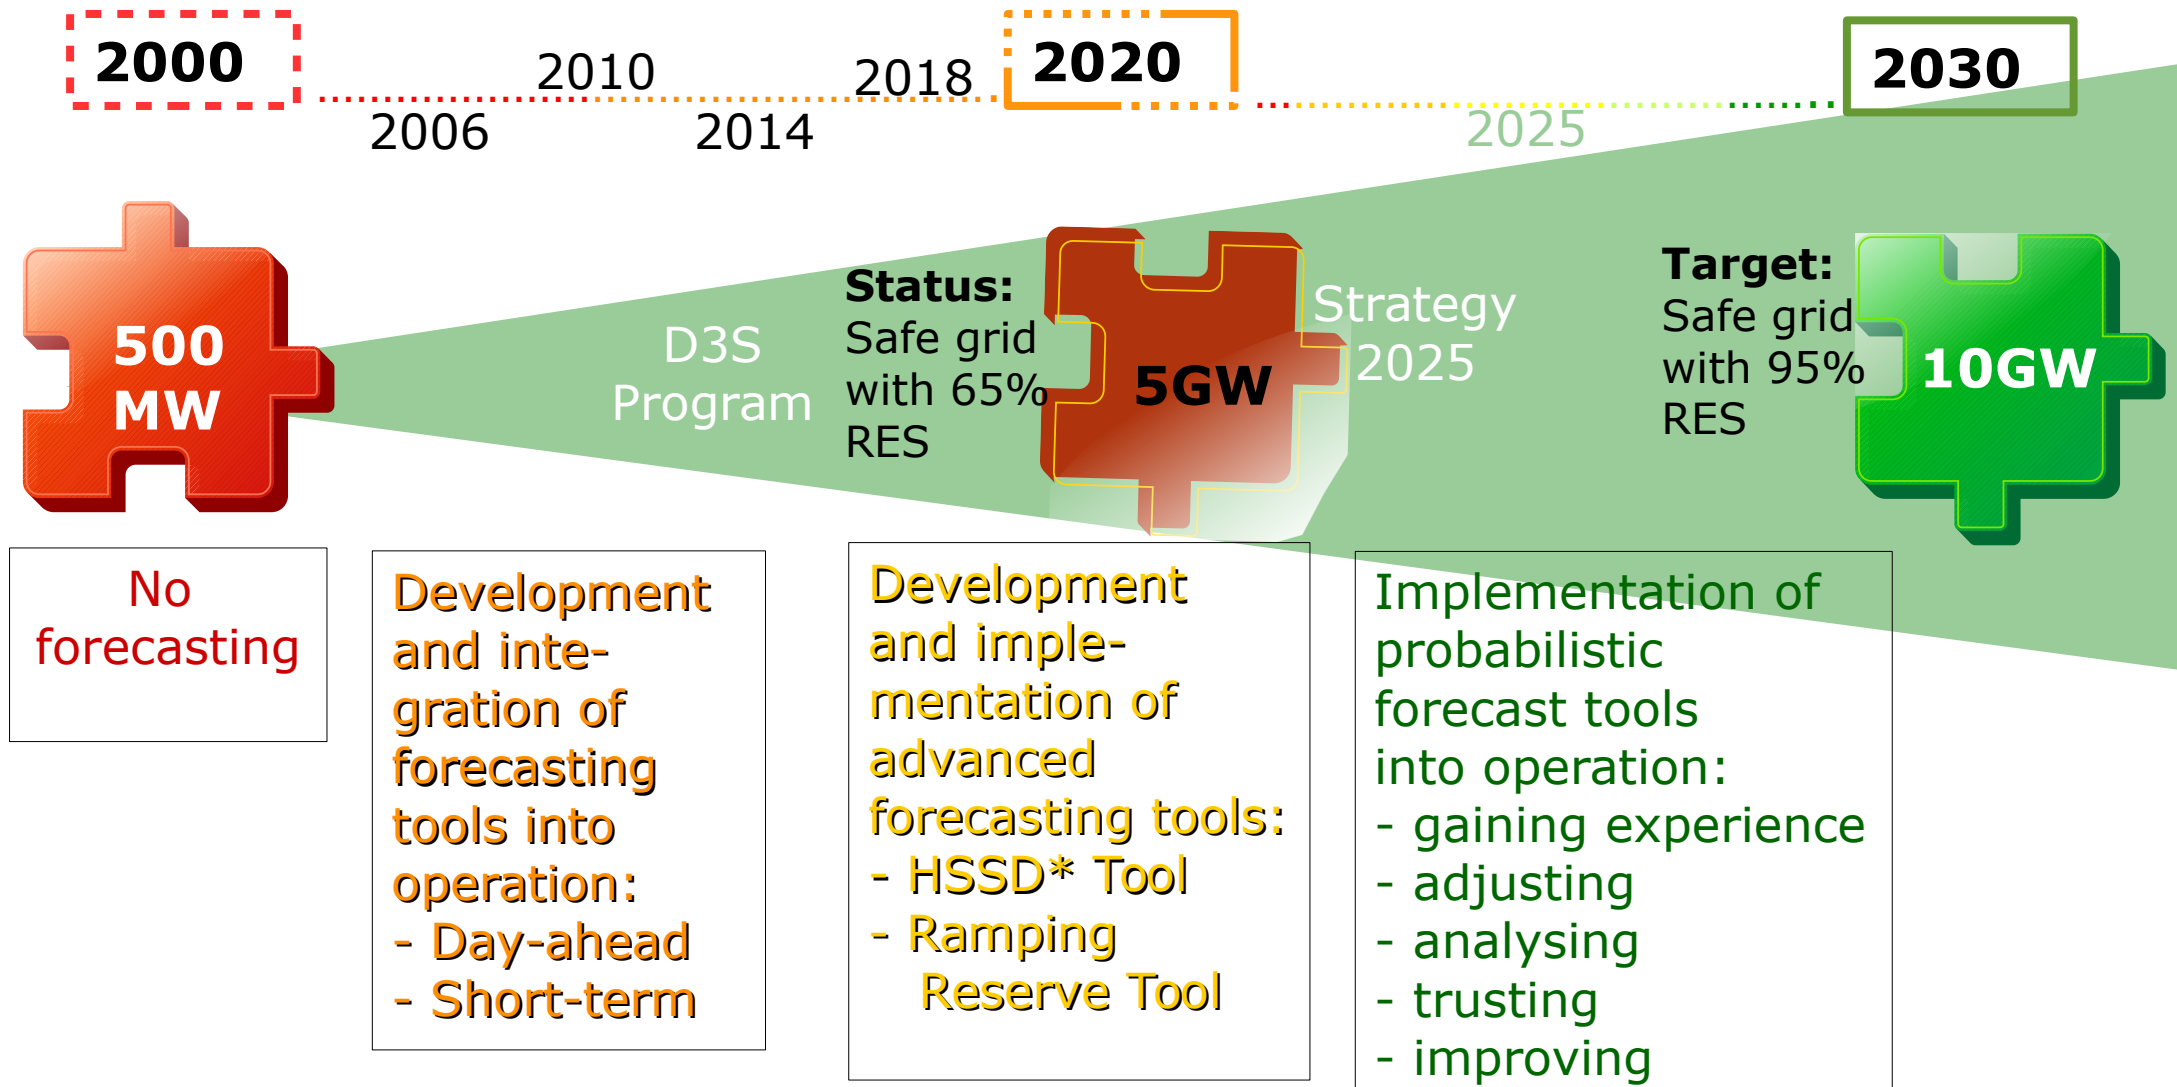 2000
2006
2010
2014
2018
2020
2025
2030
500
MW
D3S
Program
Status:
Safe grid
with 65%
RES
5GW
Strategy
2025
Target:
Safe grid
with 95%
RES
10GW
No
forecasting
Development
and inte-
gration of
forecasting
tools into
operation:
- Day-ahead
- Short-term
Development
and imple-
mentation of
advanced
forecasting tools:
- HSSD* Tool
- Ramping
Reserve Tool
Implementation of
probabilistic
forecast tools
into operation:
- gaining experience
- adjusting
- analysing
- trusting
- improving